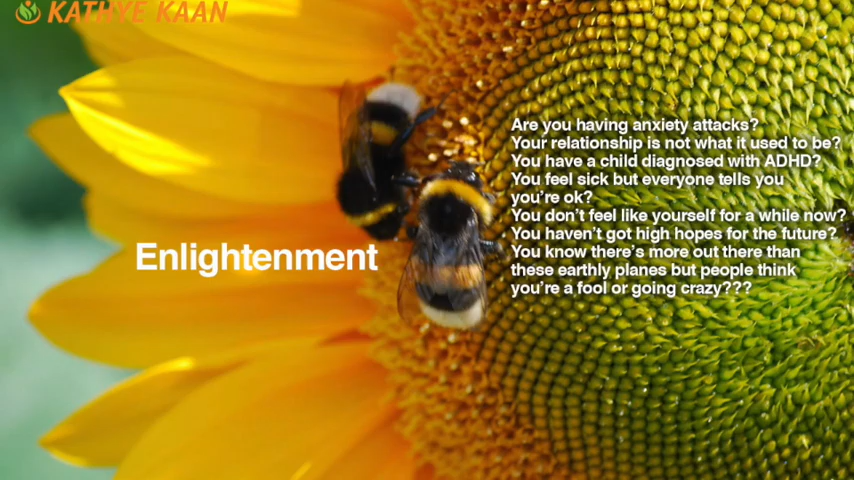 KATHYE KAAN
Enlightenment
Are you having anxiety attacks?
Your relationship is not what it used to be?
You have a child diagnosed with ADHD?
You feel sick but everyone tells you
you're ok?
You don't feel like yourself for a while now?
You haven't got high hopes for the future?
You know there's more out there than
these earthly planes but people think
you're a fool or going crazy???